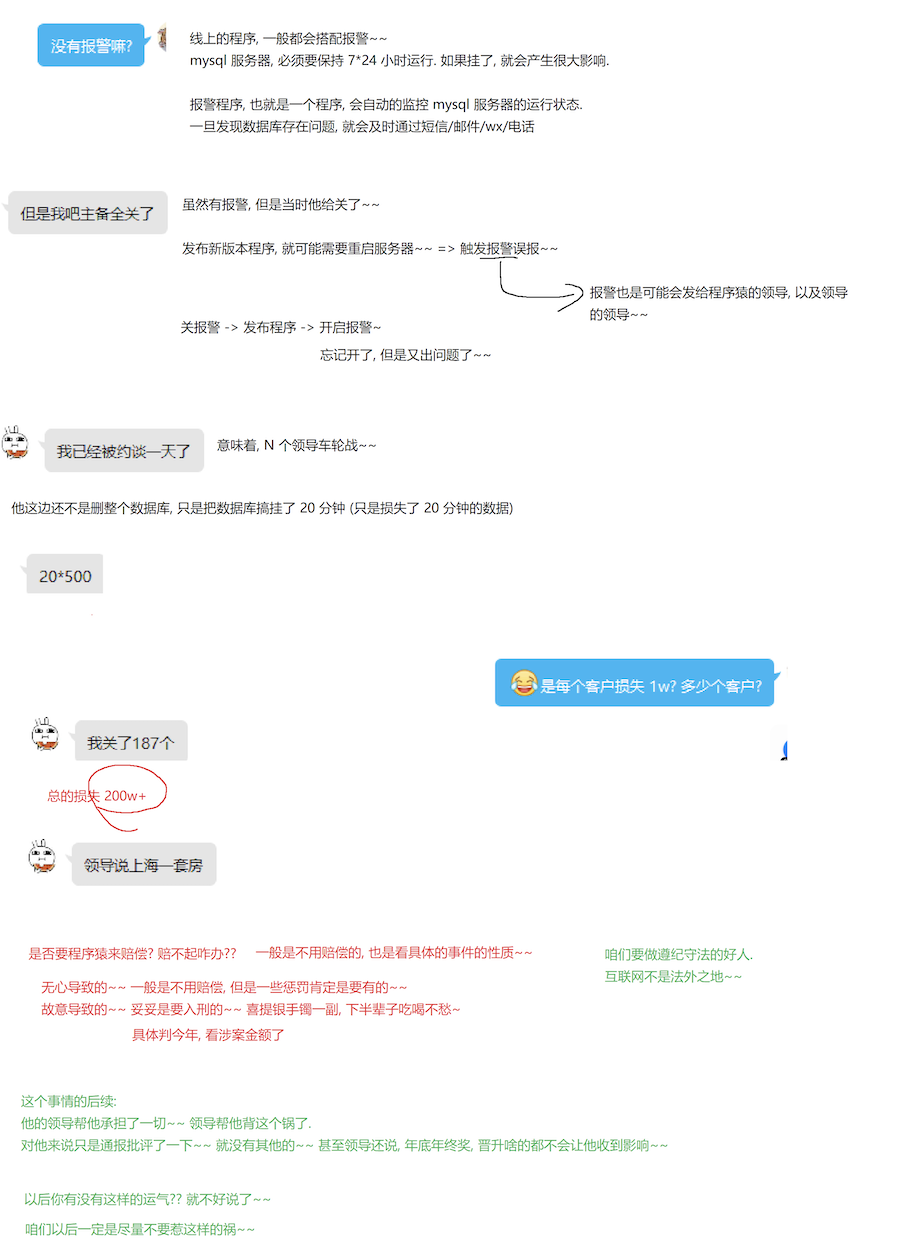 没有报警嘛?
线上的程序, 一般都会搭配报警~~
mysql 服务器, 必须要保持 7*24 小时运行. 如果挂了, 就会产生很大影响.
报警程序, 也就是一个程序, 会自动的监控 mysql 服务器的运行状态.
一旦发现数据库存在问题, 就会及时通过短信/邮件/wx/电话
但是我吧主备全关了
虽然有报警, 但是当时他给关了~~
发布新版本程序, 就可能需要重启服务器~~ => 触发报警误报~~
报警也是可能会发给程序猿的领导, 以及领导
的领导~~
关报警 -> 发布程序 -> 开启报警~
忘记开了, 但是又出问题了~~
我已经被约谈一天了
意味着, N 个领导车轮战~~
他这边还不是删整个数据库, 只是把数据库搞挂了 20 分钟 (只是损失了 20 分钟的数据)
20*500
😂是每个客户损失 1w? 多少个客户?
我关了187个
总的损失 200w+
领导说上海一套房
是否要程序猿来赔偿? 赔不起咋办??
一般是不用赔偿的, 也是看具体的事件的性质~~
咱们要做遵纪守法的好人.
互联网不是法外之地~~
无心导致的~~ 一般是不用赔偿, 但是一些惩罚肯定是要有的~~
故意导致的~~ 妥妥是要入刑的~~ 喜提银手镯一副, 下半辈子吃喝不愁~
具体判今年, 看涉案金额了
这个事情的后续:
他的领导帮他承担了一切~~ 领导帮他背这个锅了.
对他来说只是通报批评了一下~~ 就没有其他的~~ 甚至领导还说, 年底年终奖, 晋升啥的都不会让他收到影响~~
以后你有没有这样的运气?? 就不好说了~~
咱们以后一定是尽量不要惹这样的祸~~